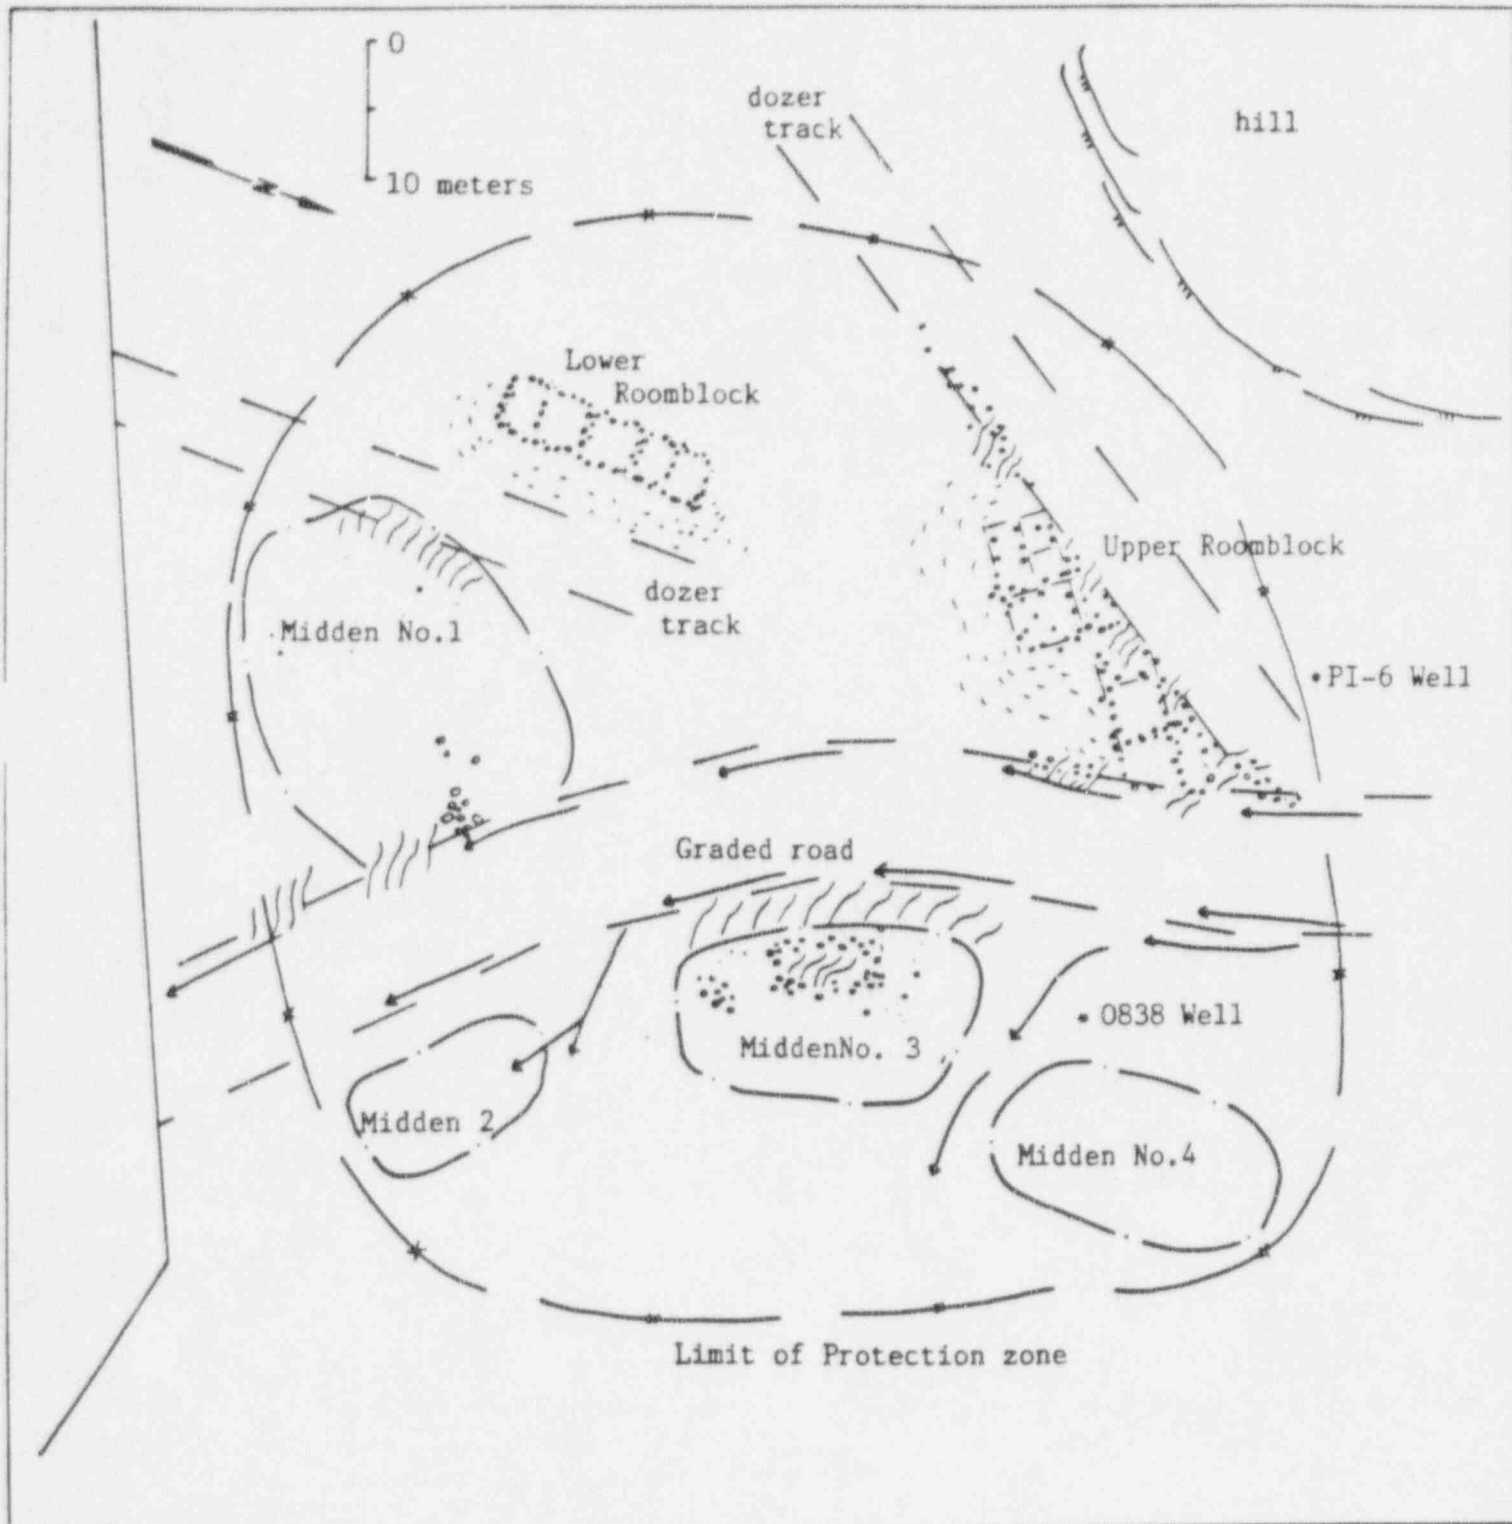 0
10 meters
dozer
track
hill
Lower
Roomblock
Upper Roomblock
dozer
track
Midden No.1
PI-6 Well
Graded road
0838 Well
MiddenNo. 3
Midden 2
Midden No.4
Limit of Protection zone